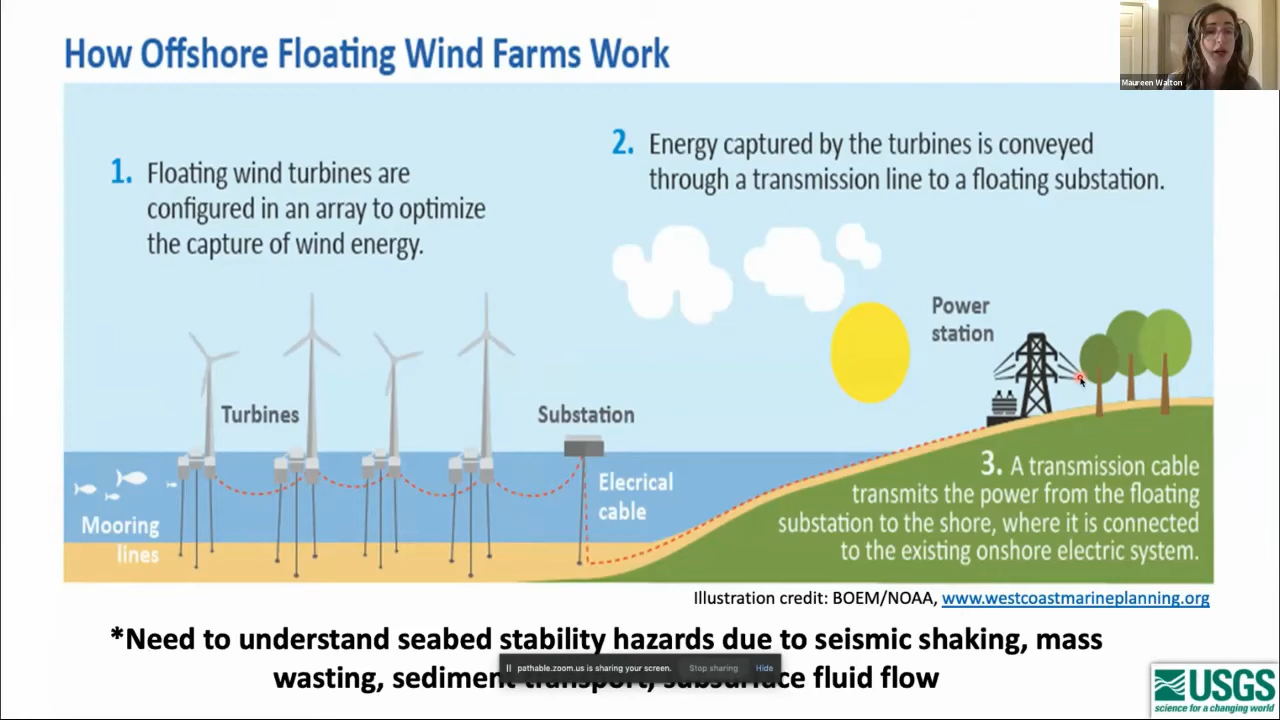 How Offshore Floating Wind Farms Work
Maureen Walton
1. Floating wind turbines are
configured in an array to optimize
the capture of wind energy.
2. Energy captured by the turbines is conveyed
through a transmission line to a floating substation.
Power
station
Turbines
Substation
Elecrical
cable
Mooring
lines
3. A transmission cable
transmits the power from the floating
substation to the shore, where it is connected
to the existing onshore electric system.
Illustration credit: BOEM/NOAA, www.westcoastmarineplanning.org
*Need to understand seabed stability hazards due to seismic shaking, mass
wasting, sediment transport, subsurface fluid flow
pathable.zoom.us is sharing your screen. Stop sharing Hide
USGS
science for a changing world